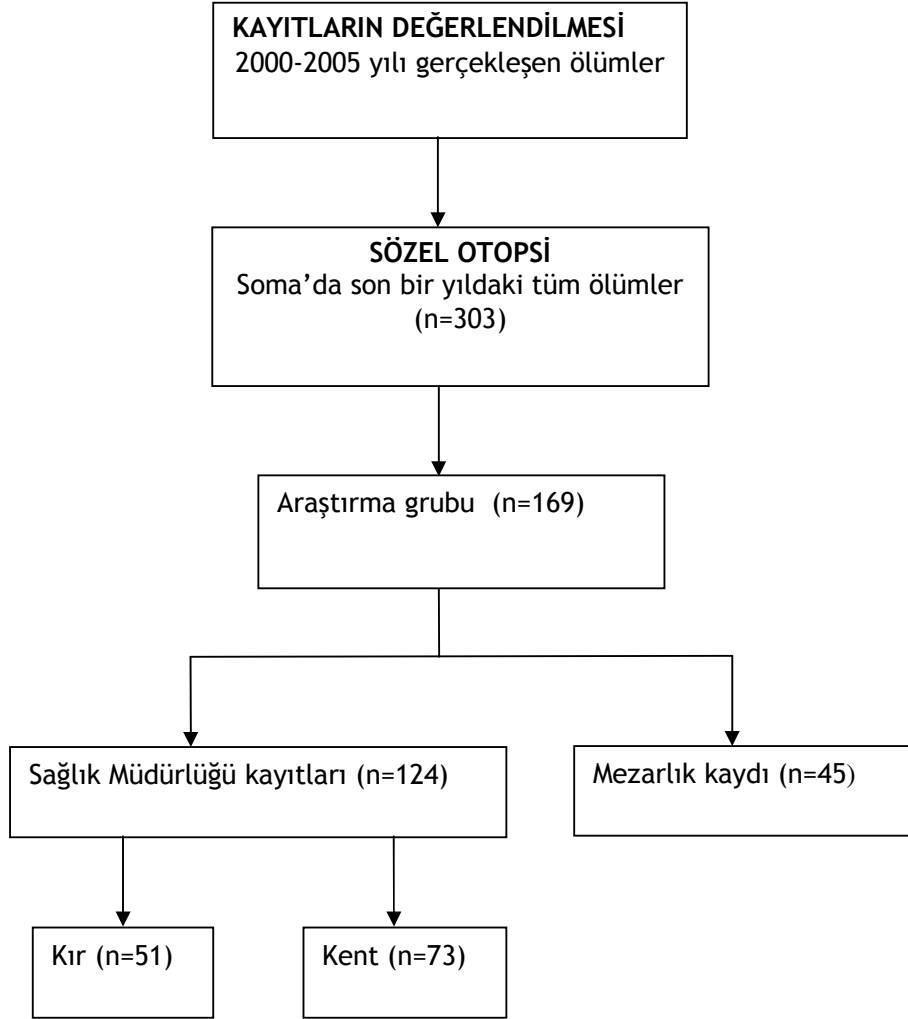 KAYITLARIN DEĞERLENDİLMESİ
2000-2005 yılı gerçekleşen ölümler
SÖZEL OTOPSİ
Soma’da son bir yıldaki tüm ölümler
(n=303)
Araştırma grubu (n=169)
Sağlık Müdürlüğü kayıtları (n=124)
Mezarlık kaydı (n=45)
Kır (n=51)
Kent (n=73)